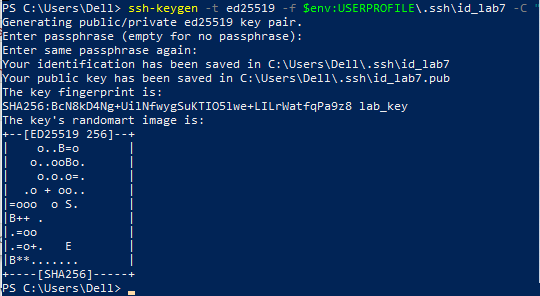 PS C:\Users\Dell> ssh-keygen -t ed25519 -f $env:USERPROFILE\.ssh\id_lab7 -C "
Generating public/private ed25519 key pair.
Enter passphrase (empty for no passphrase):
Enter same passphrase again:
Your identification has been saved in C:\Users\Dell\.ssh\id_lab7
Your public key has been saved in C:\Users\Dell\.ssh\id_lab7.pub
The key fingerprint is:
SHA256:BcN8kD4Ng+UilNfwygSuKTIO5lwe+LILrWatfqPa9z8 lab_key
The key's randomart image is:
+--[ED25519 256]--+
|    o..B=o       |
|   o..ooBo.      |
|    o.o.o=.      |
|  .o + oo..      |
|=ooo  o S.       |
|B++ .            |
|.=oo             |
|.=o+.   E        |
|B**.......       |
+----[SHA256]-----+
PS C:\Users\Dell>